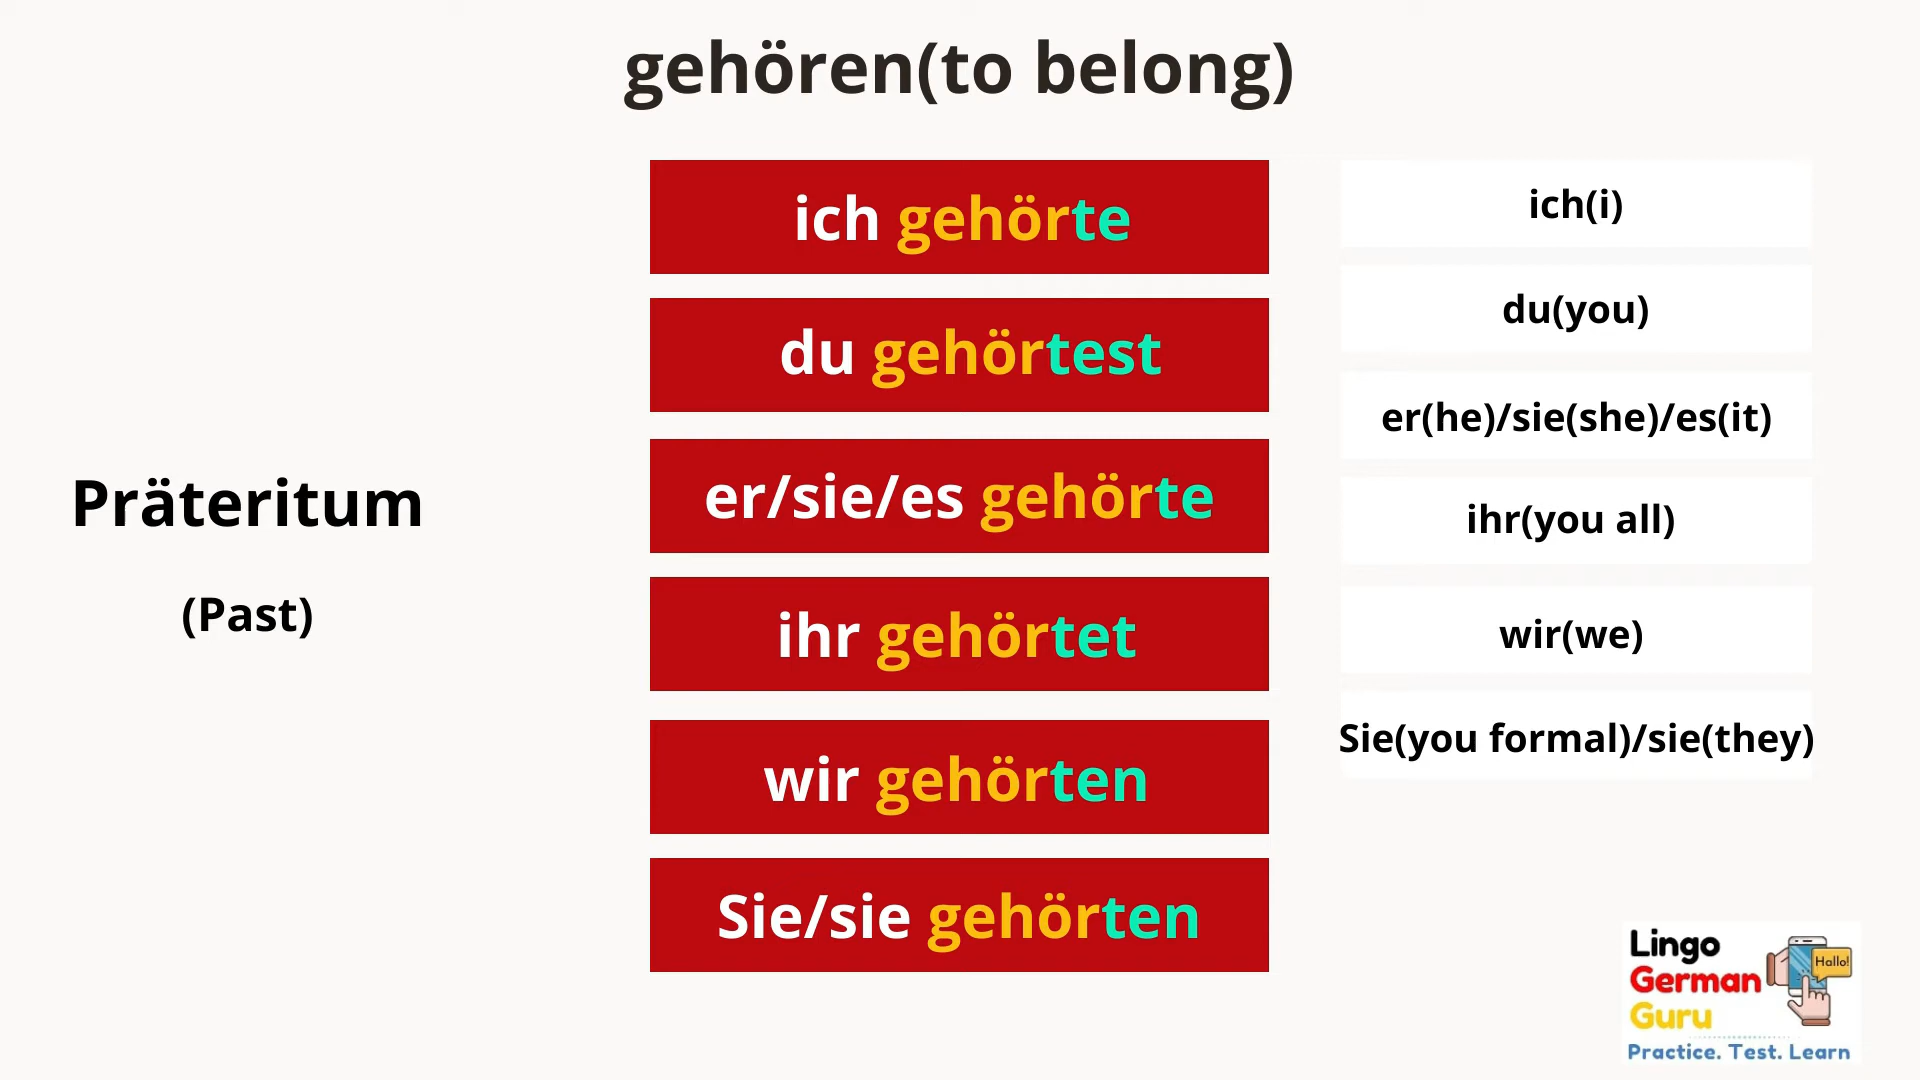 gehören(to belong)
Präteritum
(Past)
ich gehörte
du gehörtest
er/sie/es gehörte
ihr gehörtet
wir gehörten
Sie/sie gehörten
ich(i)
du(you)
er(he)/sie(she)/es(it)
ihr(you all)
wir(we)
Sie(you formal)/sie(they)
Lingo
German
Guru
Hallo!
Practice. Test. Learn